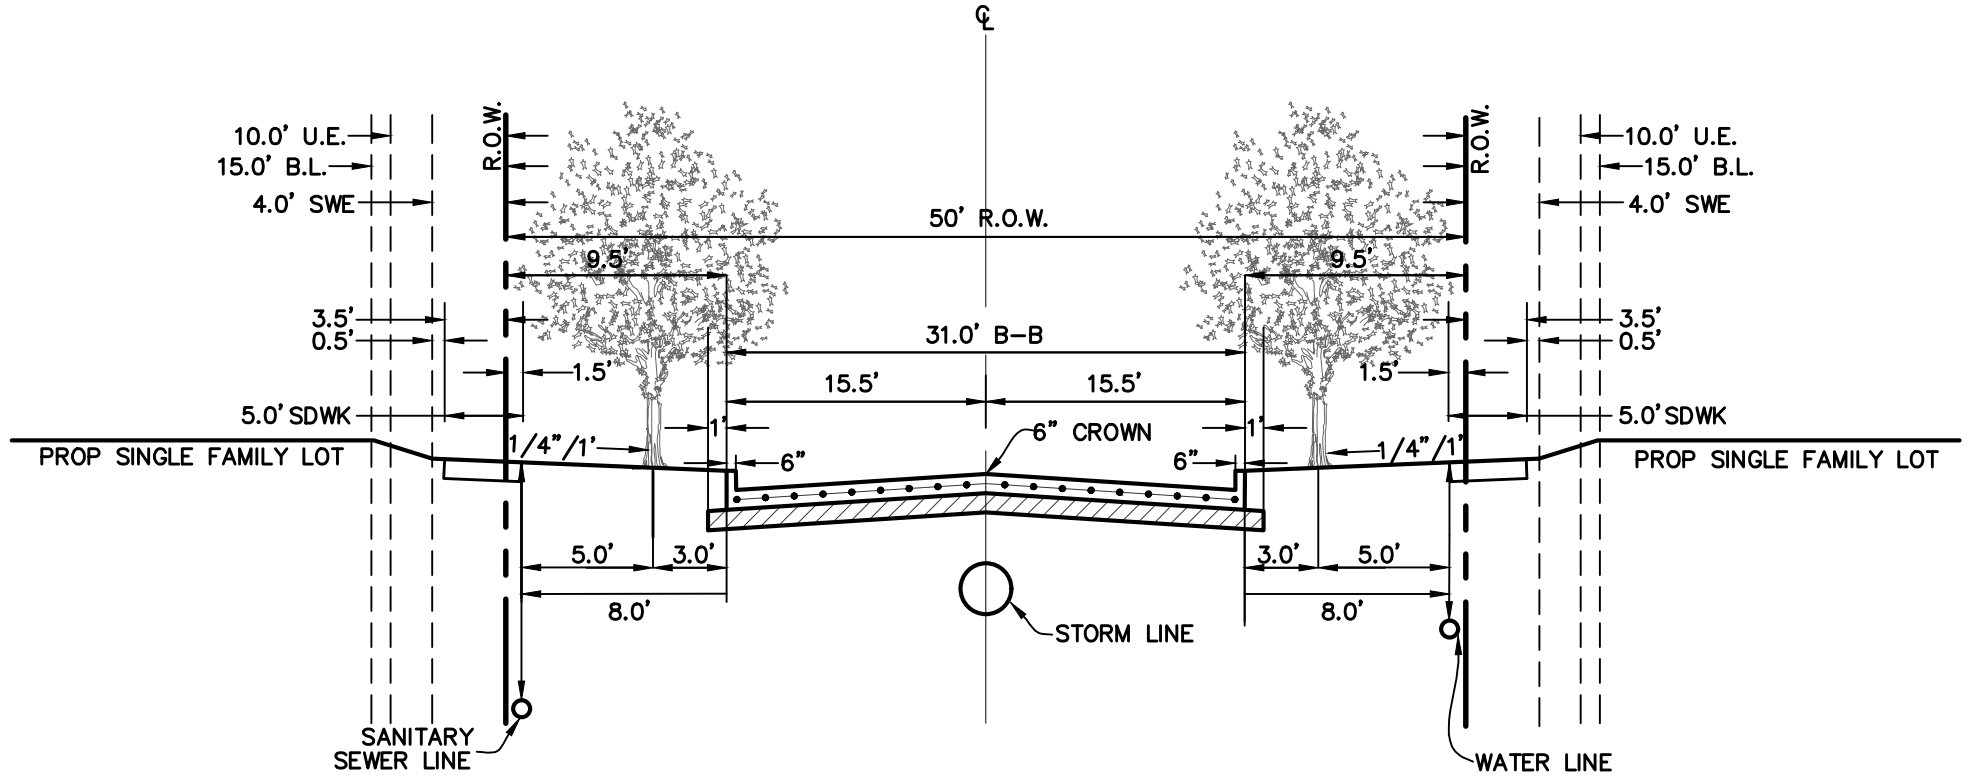 ℄
R.O.W.
R.O.W.
10.0' U.E.
10.0' U.E.
15.0' B.L.
15.0' B.L.
4.0' SWE
4.0' SWE
50' R.O.W.
9.5'
9.5'
3.5'
3.5'
0.5'
0.5'
31.0' B-B
1.5'
1.5'
15.5'
15.5'
5.0' SDWK
5.0' SDWK
1'
1'
6" CROWN
1/4" /1'
1/4" /1'
PROP SINGLE FAMILY LOT
PROP SINGLE FAMILY LOT
6"
6"
5.0'
3.0'
3.0'
5.0'
8.0'
8.0'
STORM LINE
SANITARY
SEWER LINE
WATER LINE